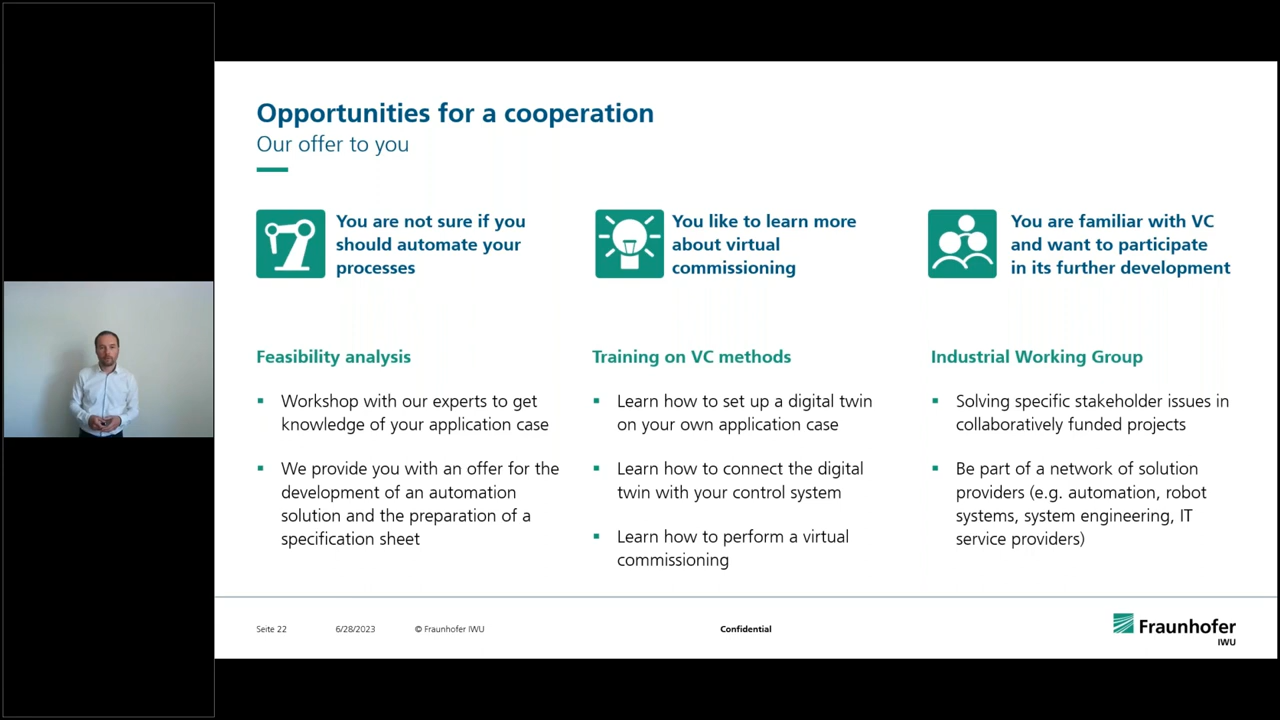 Opportunities for a cooperation
Our offer to you
You are not sure if you
should automate your
processes
You like to learn more
about virtual
commissioning
You are familiar with VC
and want to participate
in its further development
Feasibility analysis
▪ Workshop with our experts to get
knowledge of your application case
▪ We provide you with an offer for the
development of an automation
solution and the preparation of a
specification sheet
Training on VC methods
▪ Learn how to set up a digital twin
on your own application case
▪ Learn how to connect the digital
twin with your control system
▪ Learn how to perform a virtual
commissioning
Industrial Working Group
▪ Solving specific stakeholder issues in
collaboratively funded projects
▪ Be part of a network of solution
providers (e.g. automation, robot
systems, system engineering, IT
service providers)
Seite 22 6/28/2023 © Fraunhofer IWU Confidential
Fraunhofer
IWU